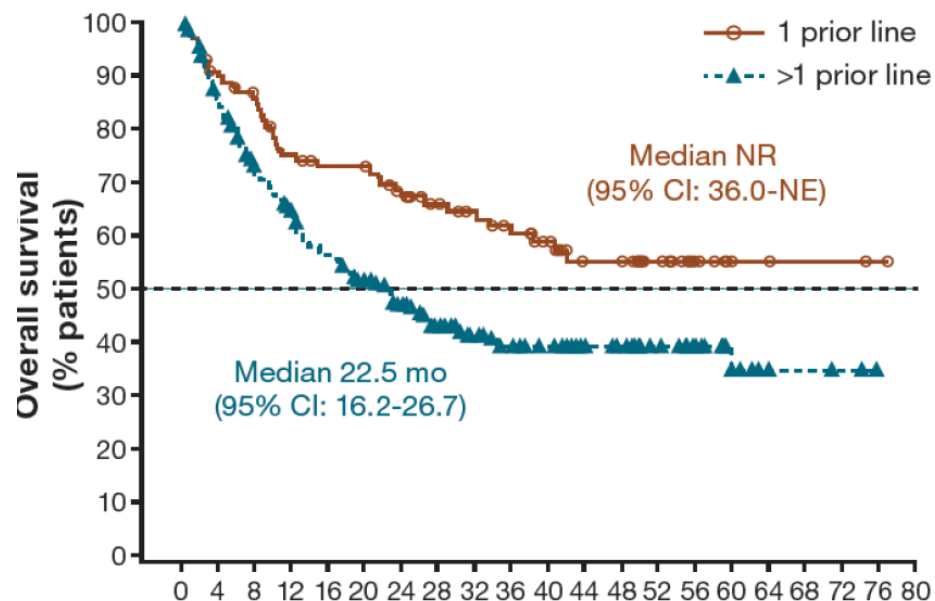 1 prior line
>1 prior line
Overall survival
(% patients)
100
90
80
70
60
50
40
30
20
10
0
Median NR
(95% CI: 36.0-NE)
Median 22.5 mo
(95% CI: 16.2-26.7)
0 4 8 12 16 20 24 28 32 36 40 44 48 52 56 60 64 68 72 76 80